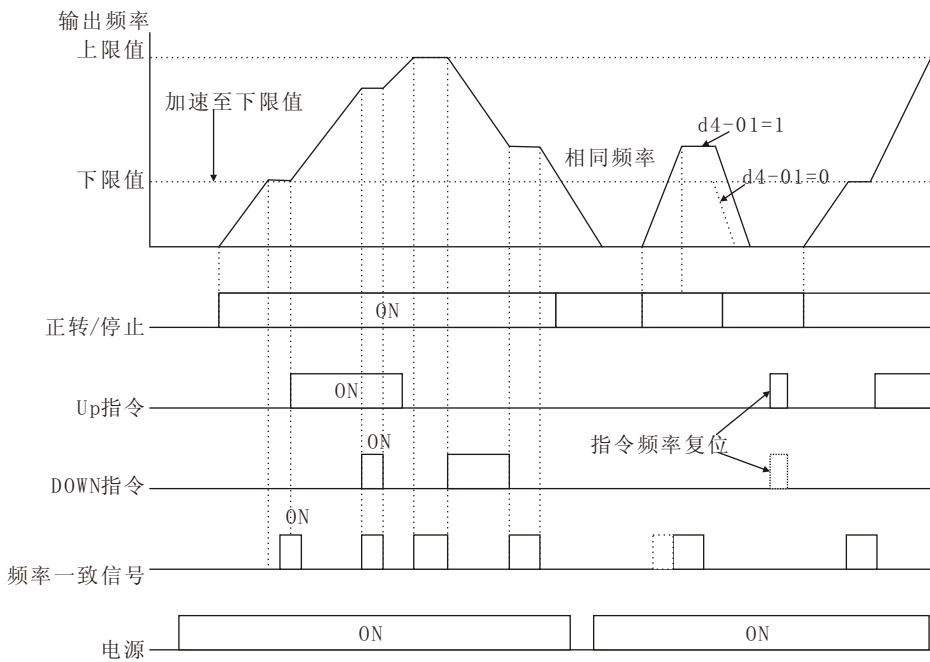 输出频率
上限值
加速至下限值
d4-01=1
相同频率
下限值
d4-01=0
ON
正转/停止
ON
Up指令
ON
指令频率复位
DOWN指令
ON
频率一致信号
ON
ON
电源